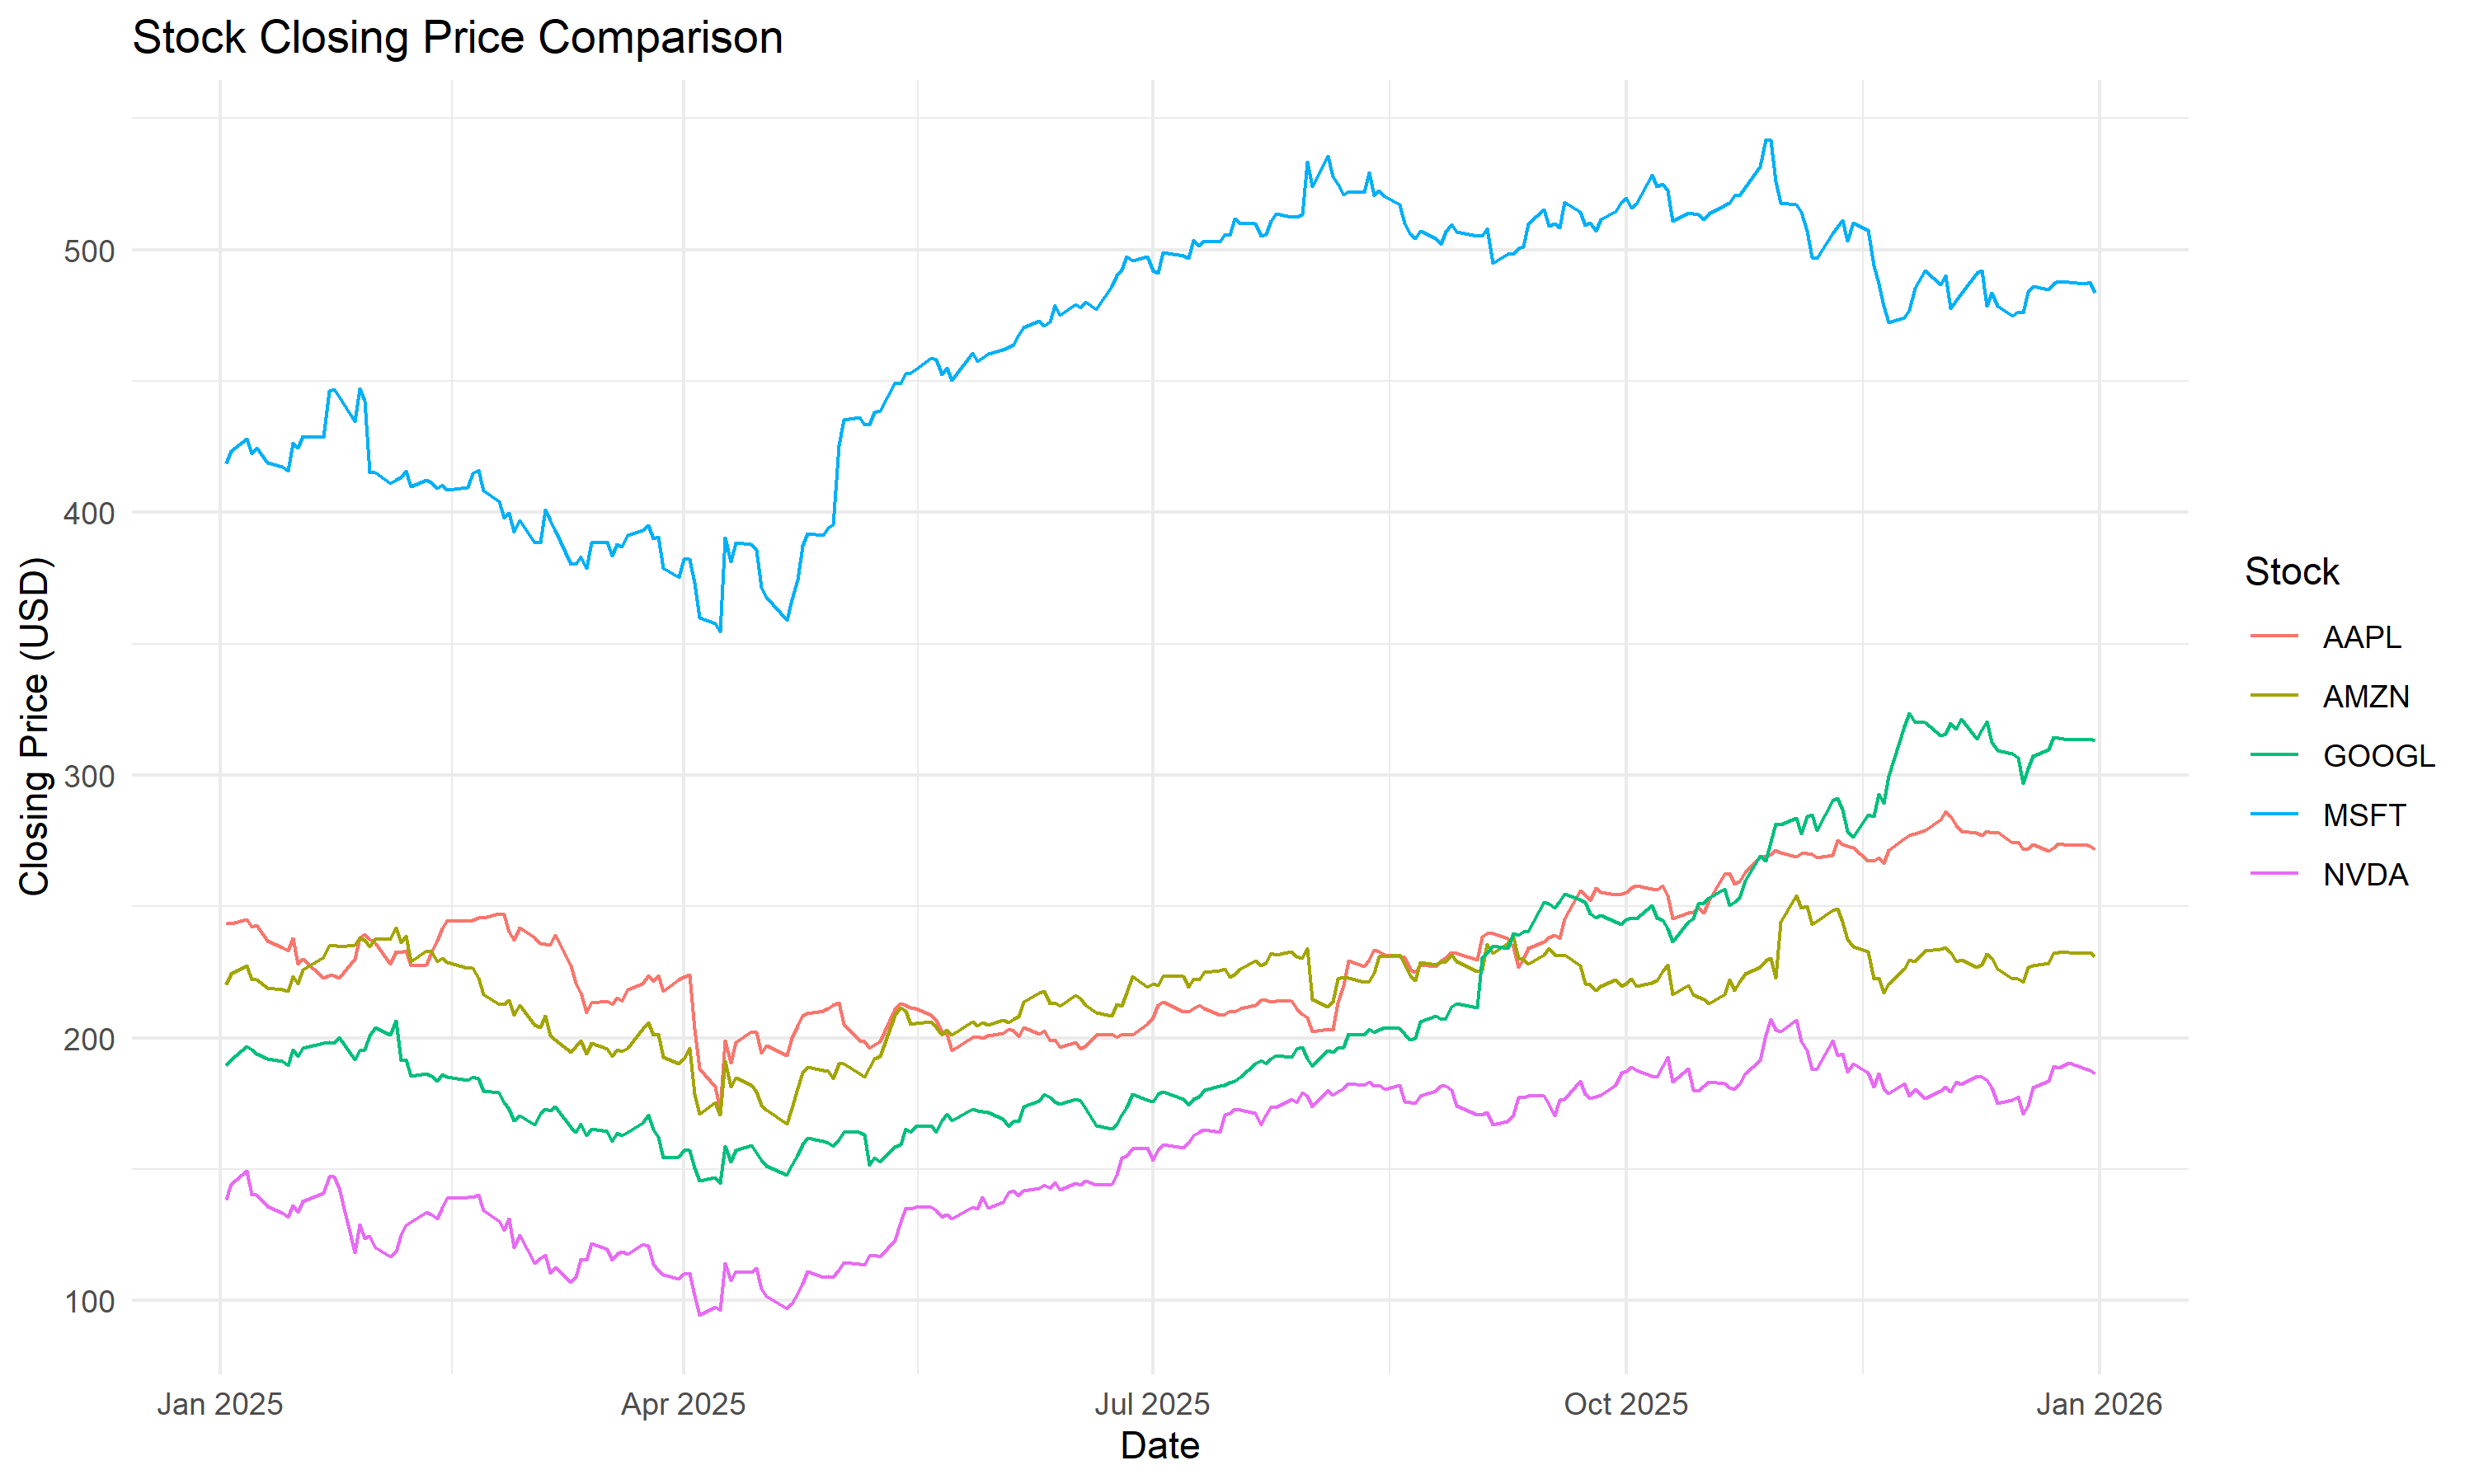 Stock Closing Price Comparison
Closing Price (USD)
500
400
300
200
100
Jan 2025
Apr 2025
Jul 2025
Oct 2025
Jan 2026
Date
Stock
AAPL
AMZN
GOOGL
MSFT
NVDA